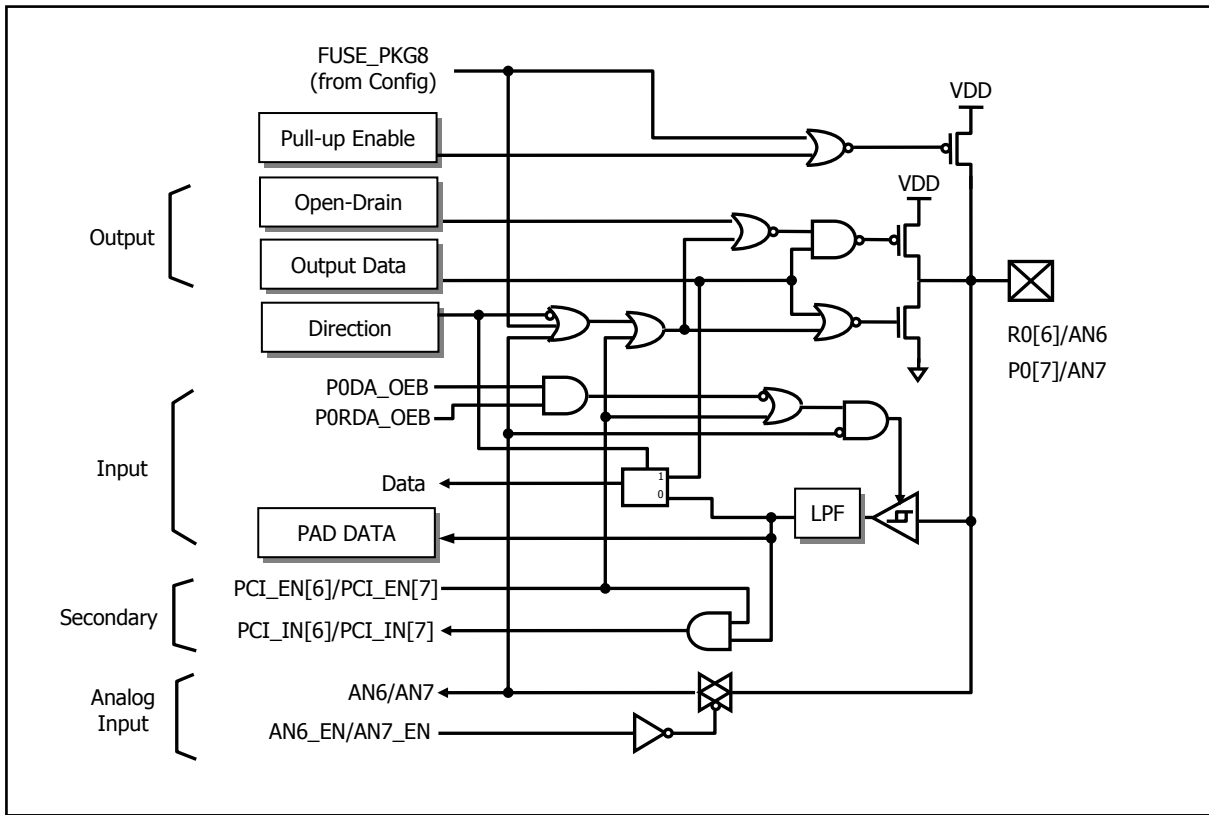 FUSE_PKG8
(from Config)
VDD
Pull-up Enable
VDD
Open-Drain
Output
Output Data
Direction
R0[6]/AN6
P0[7]/AN7
P0DA_OEB
P0RDA_OEB
Input
Data
1
0
LPF
PAD DATA
PCI_EN[6]/PCI_EN[7]
Secondary
PCI_IN[6]/PCI_IN[7]
Analog
Input
AN6/AN7
AN6_EN/AN7_EN